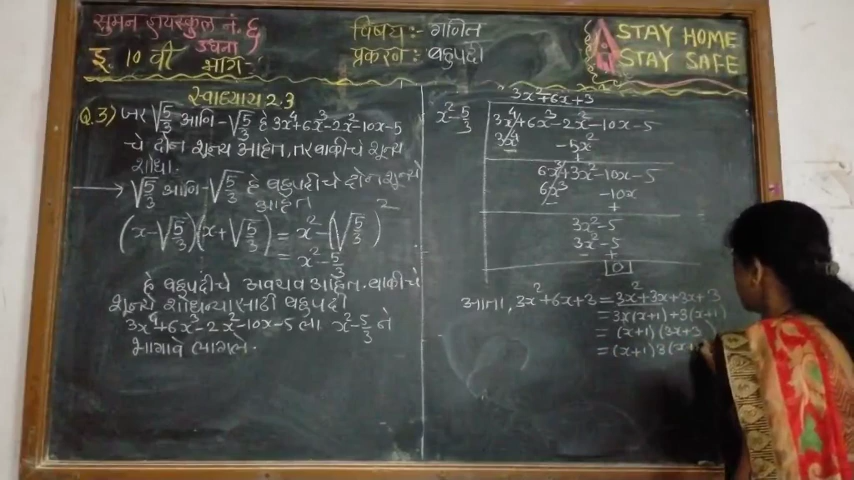 सुमन हायस्कूल नं. ६
उधना
इ. 10 वी भाग-
विषय:- गणित
प्रकरण:- बहुपदी
STAY HOME
STAY SAFE
स्वाध्याय 2.3
Q.3) जर √5/3 आणि -√5/3 हे 3x⁴+6x³-2x²-10x-5
चे दोन शून्य आहेत, तर बाकीचे शून्य
शोधा.
→ √5/3 आणि -√5/3 हे बहुपदीचे दोन शून्ये
आहेत
(x-√5/3)(x+√5/3) = x²-(√5/3)²
= x²-5/3
हे बहुपदीचे अवयव आहेत. बाकीचे
शून्ये शोधन्यासाठी बहुपदी
3x⁴+6x³-2x²-10x-5 ला x²-5/3 ने
भागावे लागेल.
3x²+6x+3
x²-5/3
3x⁴+6x³-2x²-10x-5
3x⁴ -5x²
- +
6x³+3x²-10x-5
6x³ -10x
- +
3x²-5
3x²-5
- +
0
आता, 3x²+6x+3 = 3x²+3x+3x+3
= 3x(x+1)+3(x+1)
= (x+1)(3x+3)
= (x+1)3(x+1